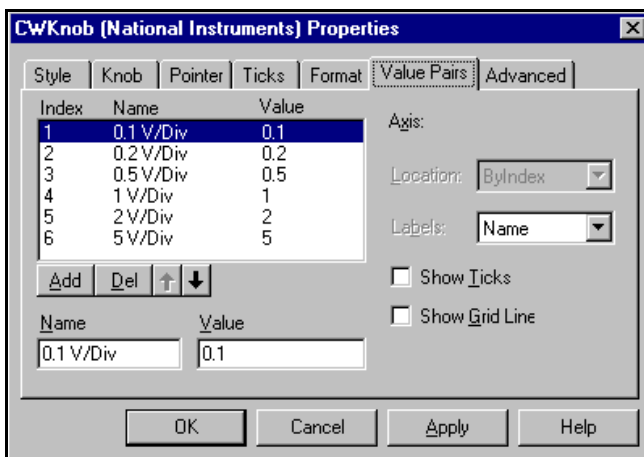 CWKnob (National Instruments) Properties
Style Knob Pointer Ticks Format Value Pairs Advanced
Index Name Value
1 0.1 V/Div 0.1
2 0.2 V/Div 0.2
3 0.5 V/Div 0.5
4 1 V/Div 1
5 2 V/Div 2
6 5 V/Div 5
Add Del
Name Value
0.1 V/Div 0.1
Axis:
Location: ByIndex
Labels: Name
Show Ticks
Show Grid Line
OK Cancel Apply Help